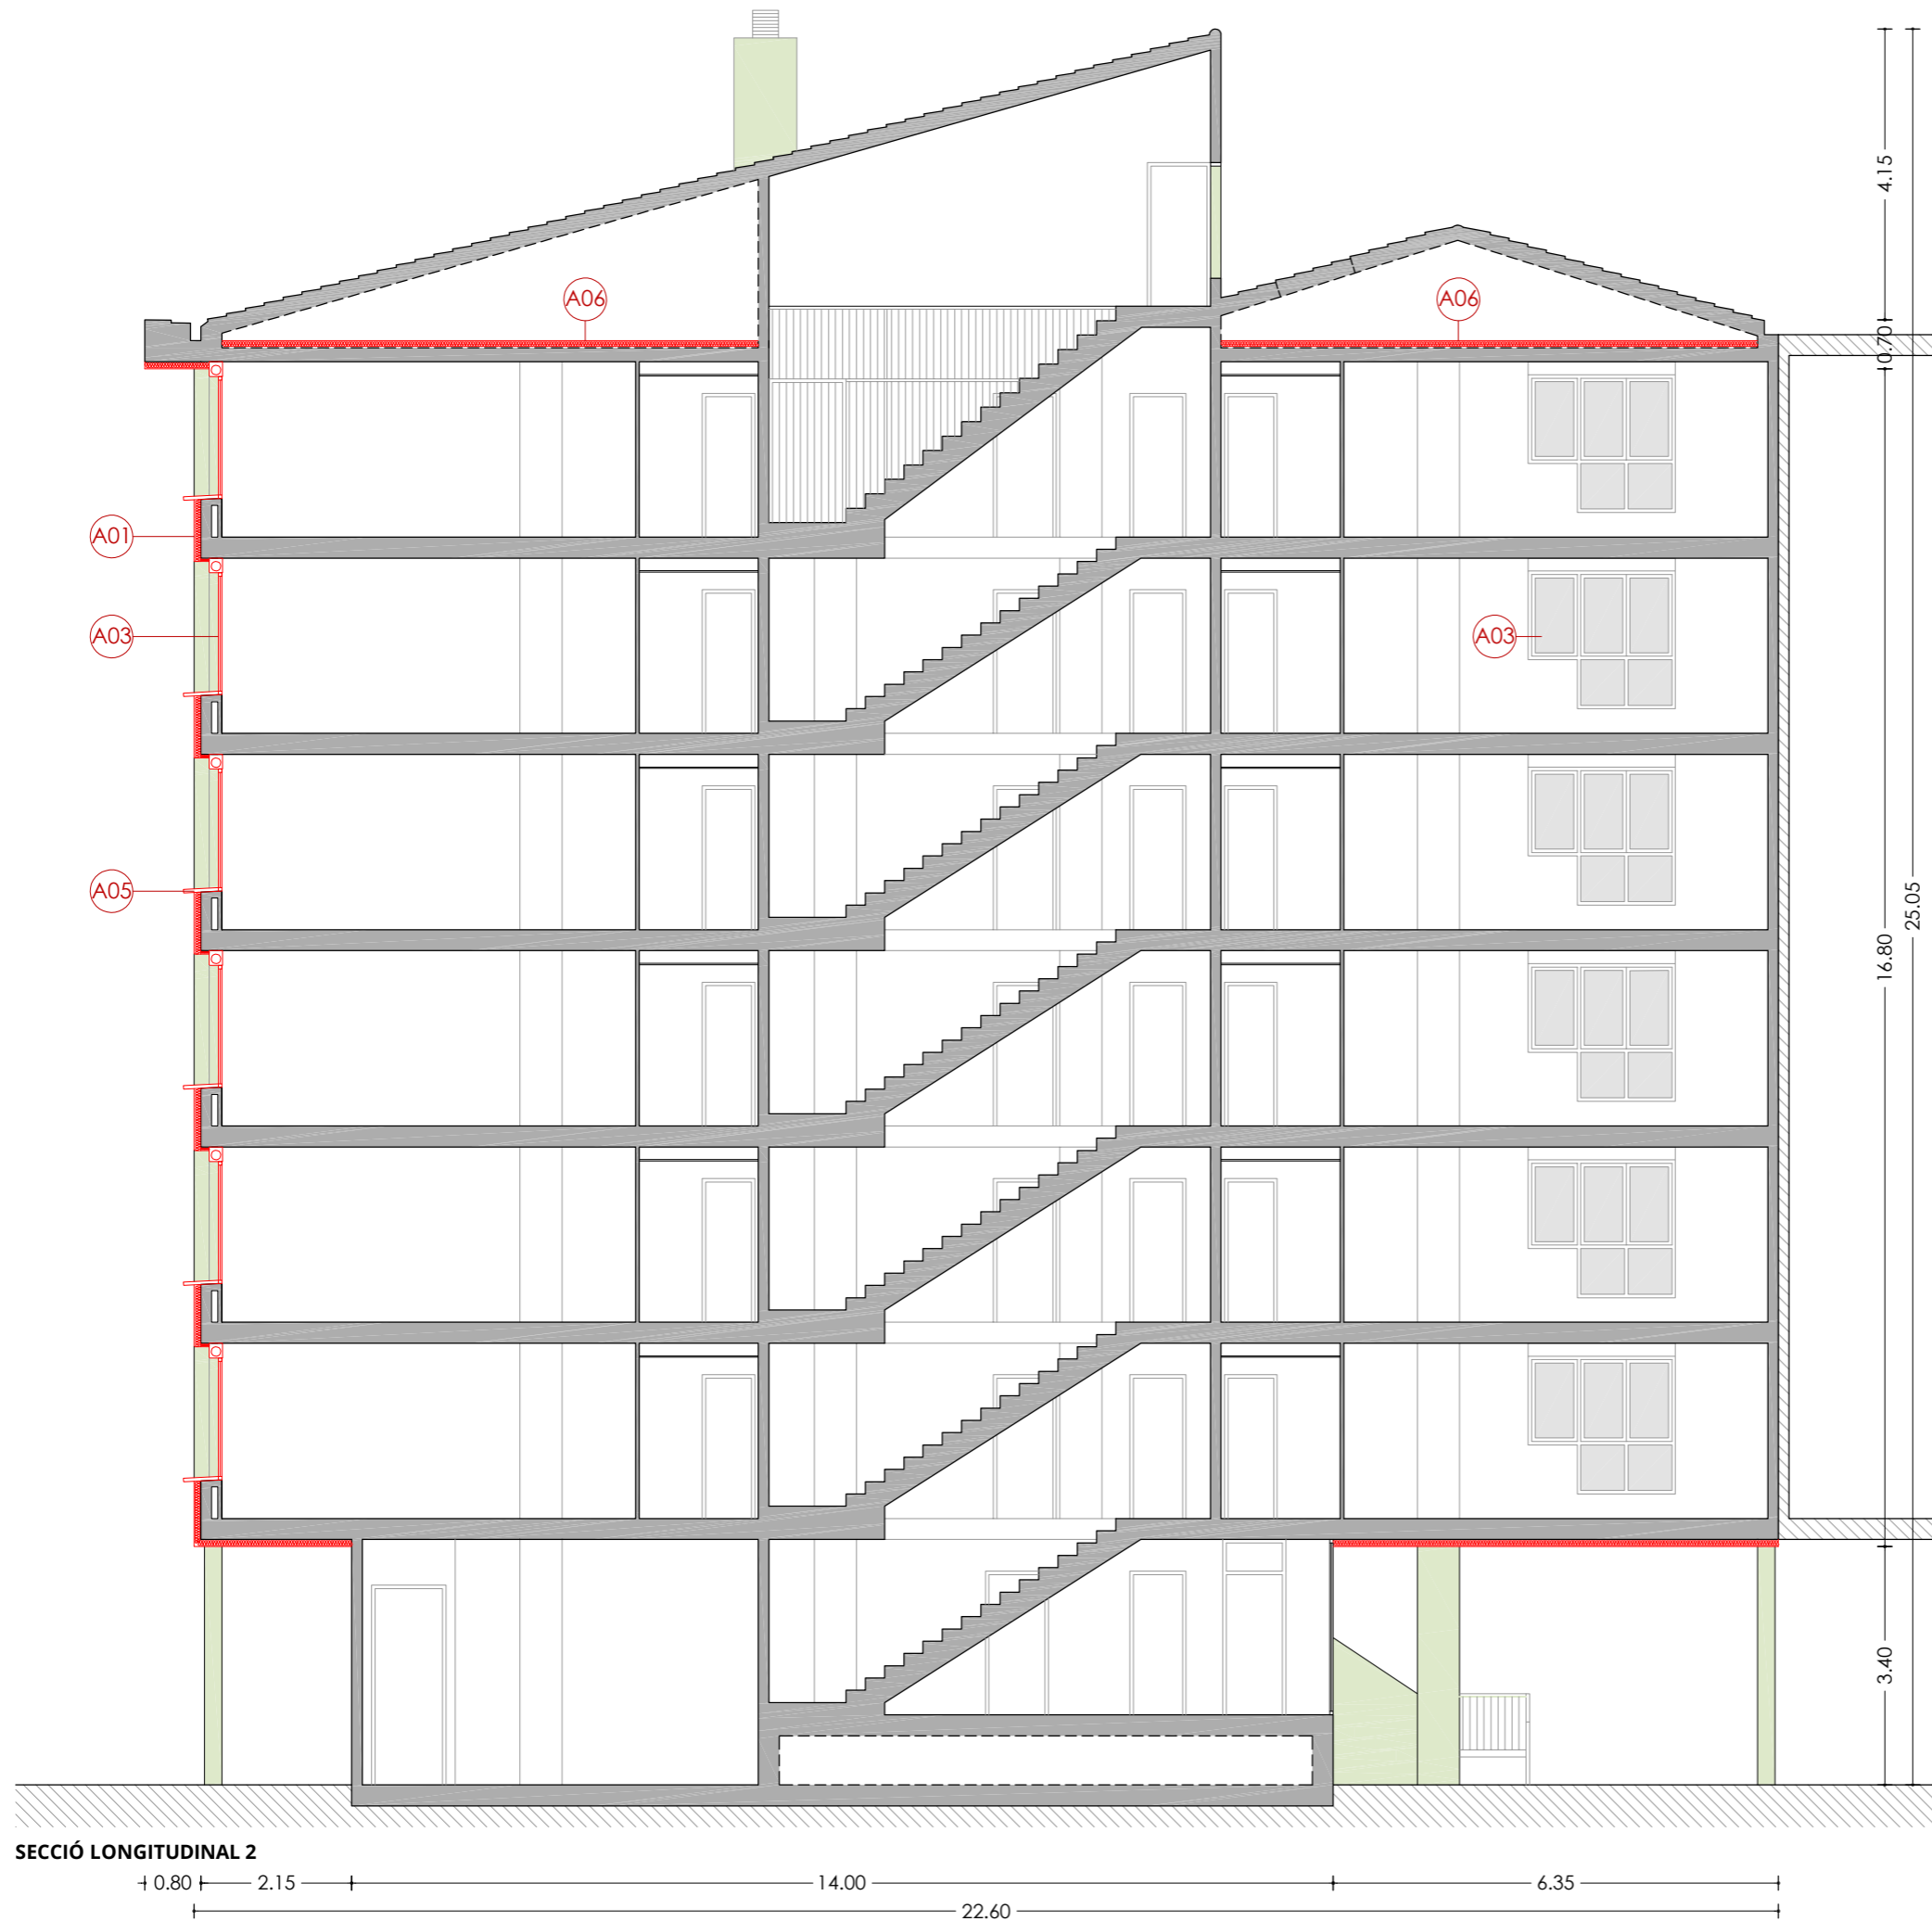 A06
A06
4.15
0.70
A01
A03
A03
A05
16.80
25.05
3.40
SECCIÓ LONGITUDINAL 2
0.80 2.15 14.00 6.35
22.60